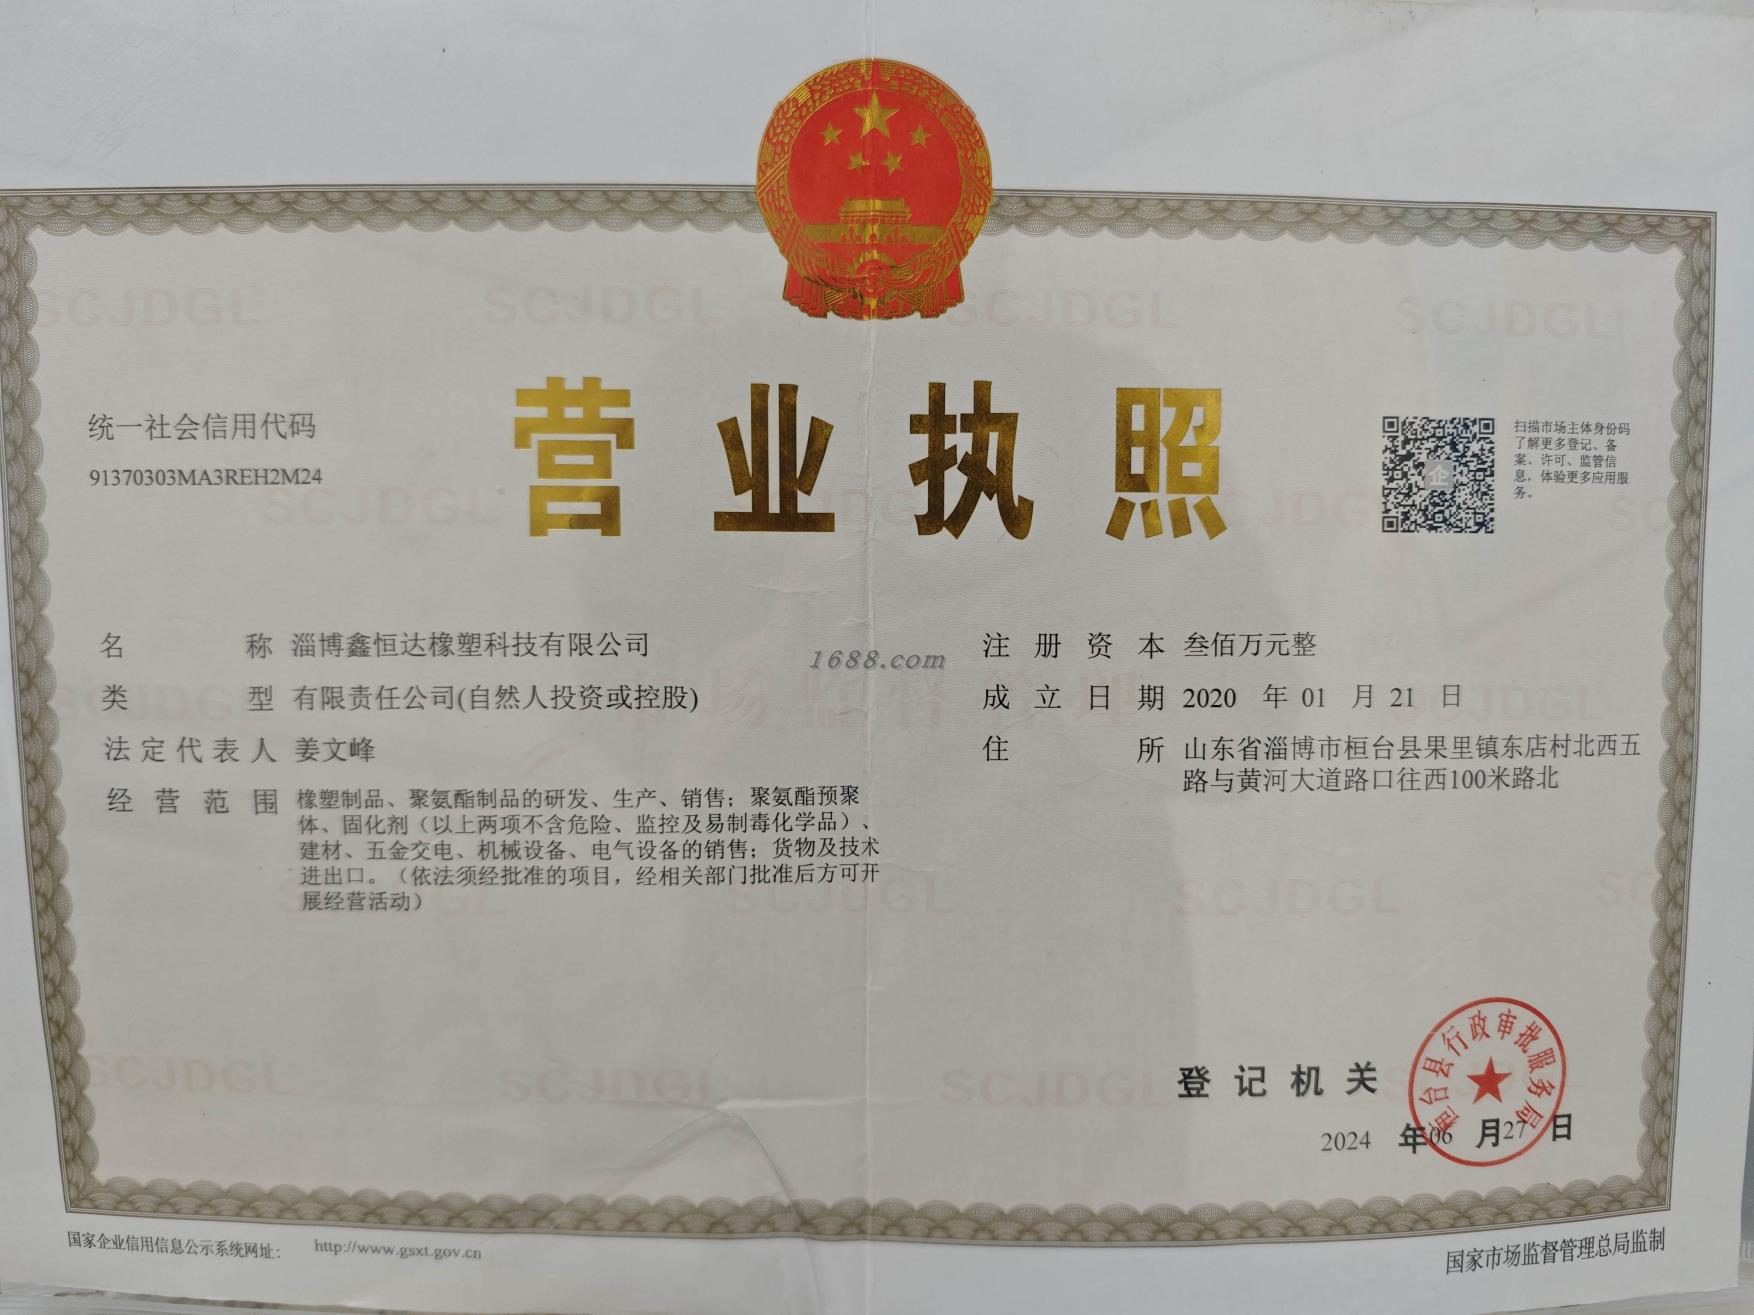 营业执照
统一社会信用代码
91370303MA3REH2M24
扫描市场主体身份码
了解更多登记、备
案、许可、监管信
息，体验更多应用服
务。
名称 淄博鑫恒达橡塑科技有限公司
类型 有限责任公司(自然人投资或控股)
法定代表人 姜文峰
经营范围 橡塑制品、聚氨酯制品的研发、生产、销售；聚氨酯预聚
体、固化剂（以上两项不含危险、监控及易制毒化学品）、
建材、五金交电、机械设备、电气设备的销售；货物及技术
进出口。（依法须经批准的项目，经相关部门批准后方可开
展经营活动）
1688.com
注册资本 叁佰万元整
成立日期 2020 年 01 月 21 日
住所 山东省淄博市桓台县果里镇东店村北西五
路与黄河大道路口往西100米路北
登记机关
桓台县行政审批服务局
2024 年 06 月 27 日
国家企业信用信息公示系统网址： http://www.gsxt.gov.cn
国家市场监督管理总局监制
SCJDGL
市场监督管理